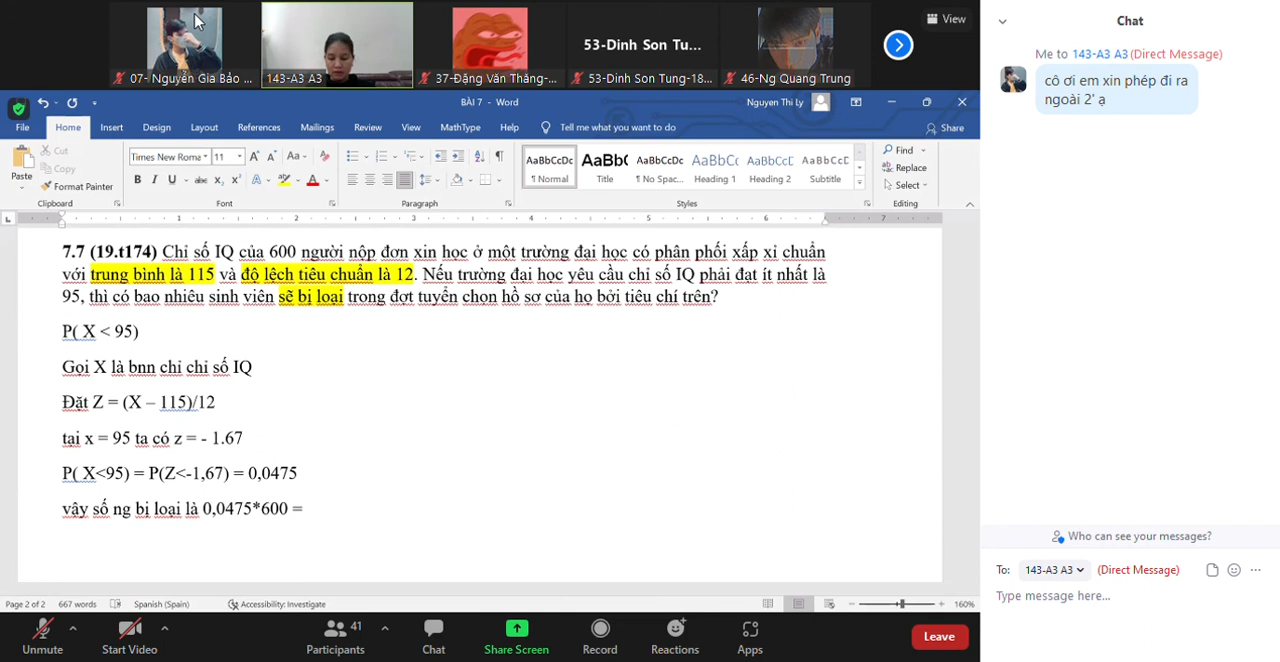 View
07- Nguyễn Gia Bảo ...
143-A3 A3
37-Đặng Văn Thăng-...
53-Dinh Son Tu...
53-Dinh Son Tung-18...
46-Ng Quang Trung
BÀI 7 - Word
Nguyen Thi Ly
File Home Insert Design Layout References Mailings Review View MathType Help Tell me what you want to do Share
Paste
Cut
Copy
Format Painter
Clipboard
Times New Roma 11
Font
Paragraph
AaBbCcDc AaBb( AaBbCcDc AaBbCc AaBbCcD AaBbCcD
¶ Normal Title ¶ No Spac... Heading 1 Heading 2 Subtitle
Styles
Find
Replace
Select
Editing
1 2 3 4 5 6 7
7.7 (19.t174) Chỉ số IQ của 600 người nộp đơn xin học ở một trường đại học có phân phối xấp xỉ chuẩn
với trung bình là 115 và độ lệch tiêu chuẩn là 12. Nếu trường đại học yêu cầu chỉ số IQ phải đạt ít nhất là
95, thì có bao nhiêu sinh viên sẽ bị loại trong đợt tuyển chọn hồ sơ của họ bởi tiêu chí trên?
P( X < 95)
Gọi X là bnn chỉ chỉ số IQ
Đặt Z = (X – 115)/12
tại x = 95 ta có z = - 1.67
P( X<95) = P(Z<-1,67) = 0,0475
vậy số ng bị loại là 0,0475*600 =
Page 2 of 2 667 words Spanish (Spain) Accessibility: Investigate 160%
Unmute Start Video 41 Participants Chat Share Screen Record Reactions Apps Leave
Chat
Me to 143-A3 A3 (Direct Message)
cô ơi em xin phép đi ra
ngoài 2' ạ
Who can see your messages?
To: 143-A3 A3 (Direct Message)
Type message here...